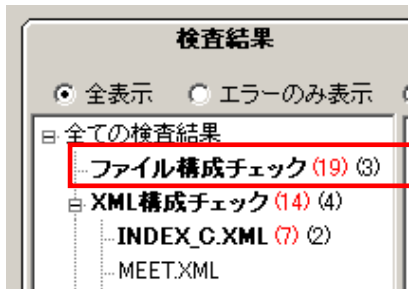 検査結果
全表示 エラーのみ表示
全ての検査結果
ファイル構成チェック (19) (3)
XML構成チェック (14) (4)
INDEX_C.XML (7) (2)
MEET.XML